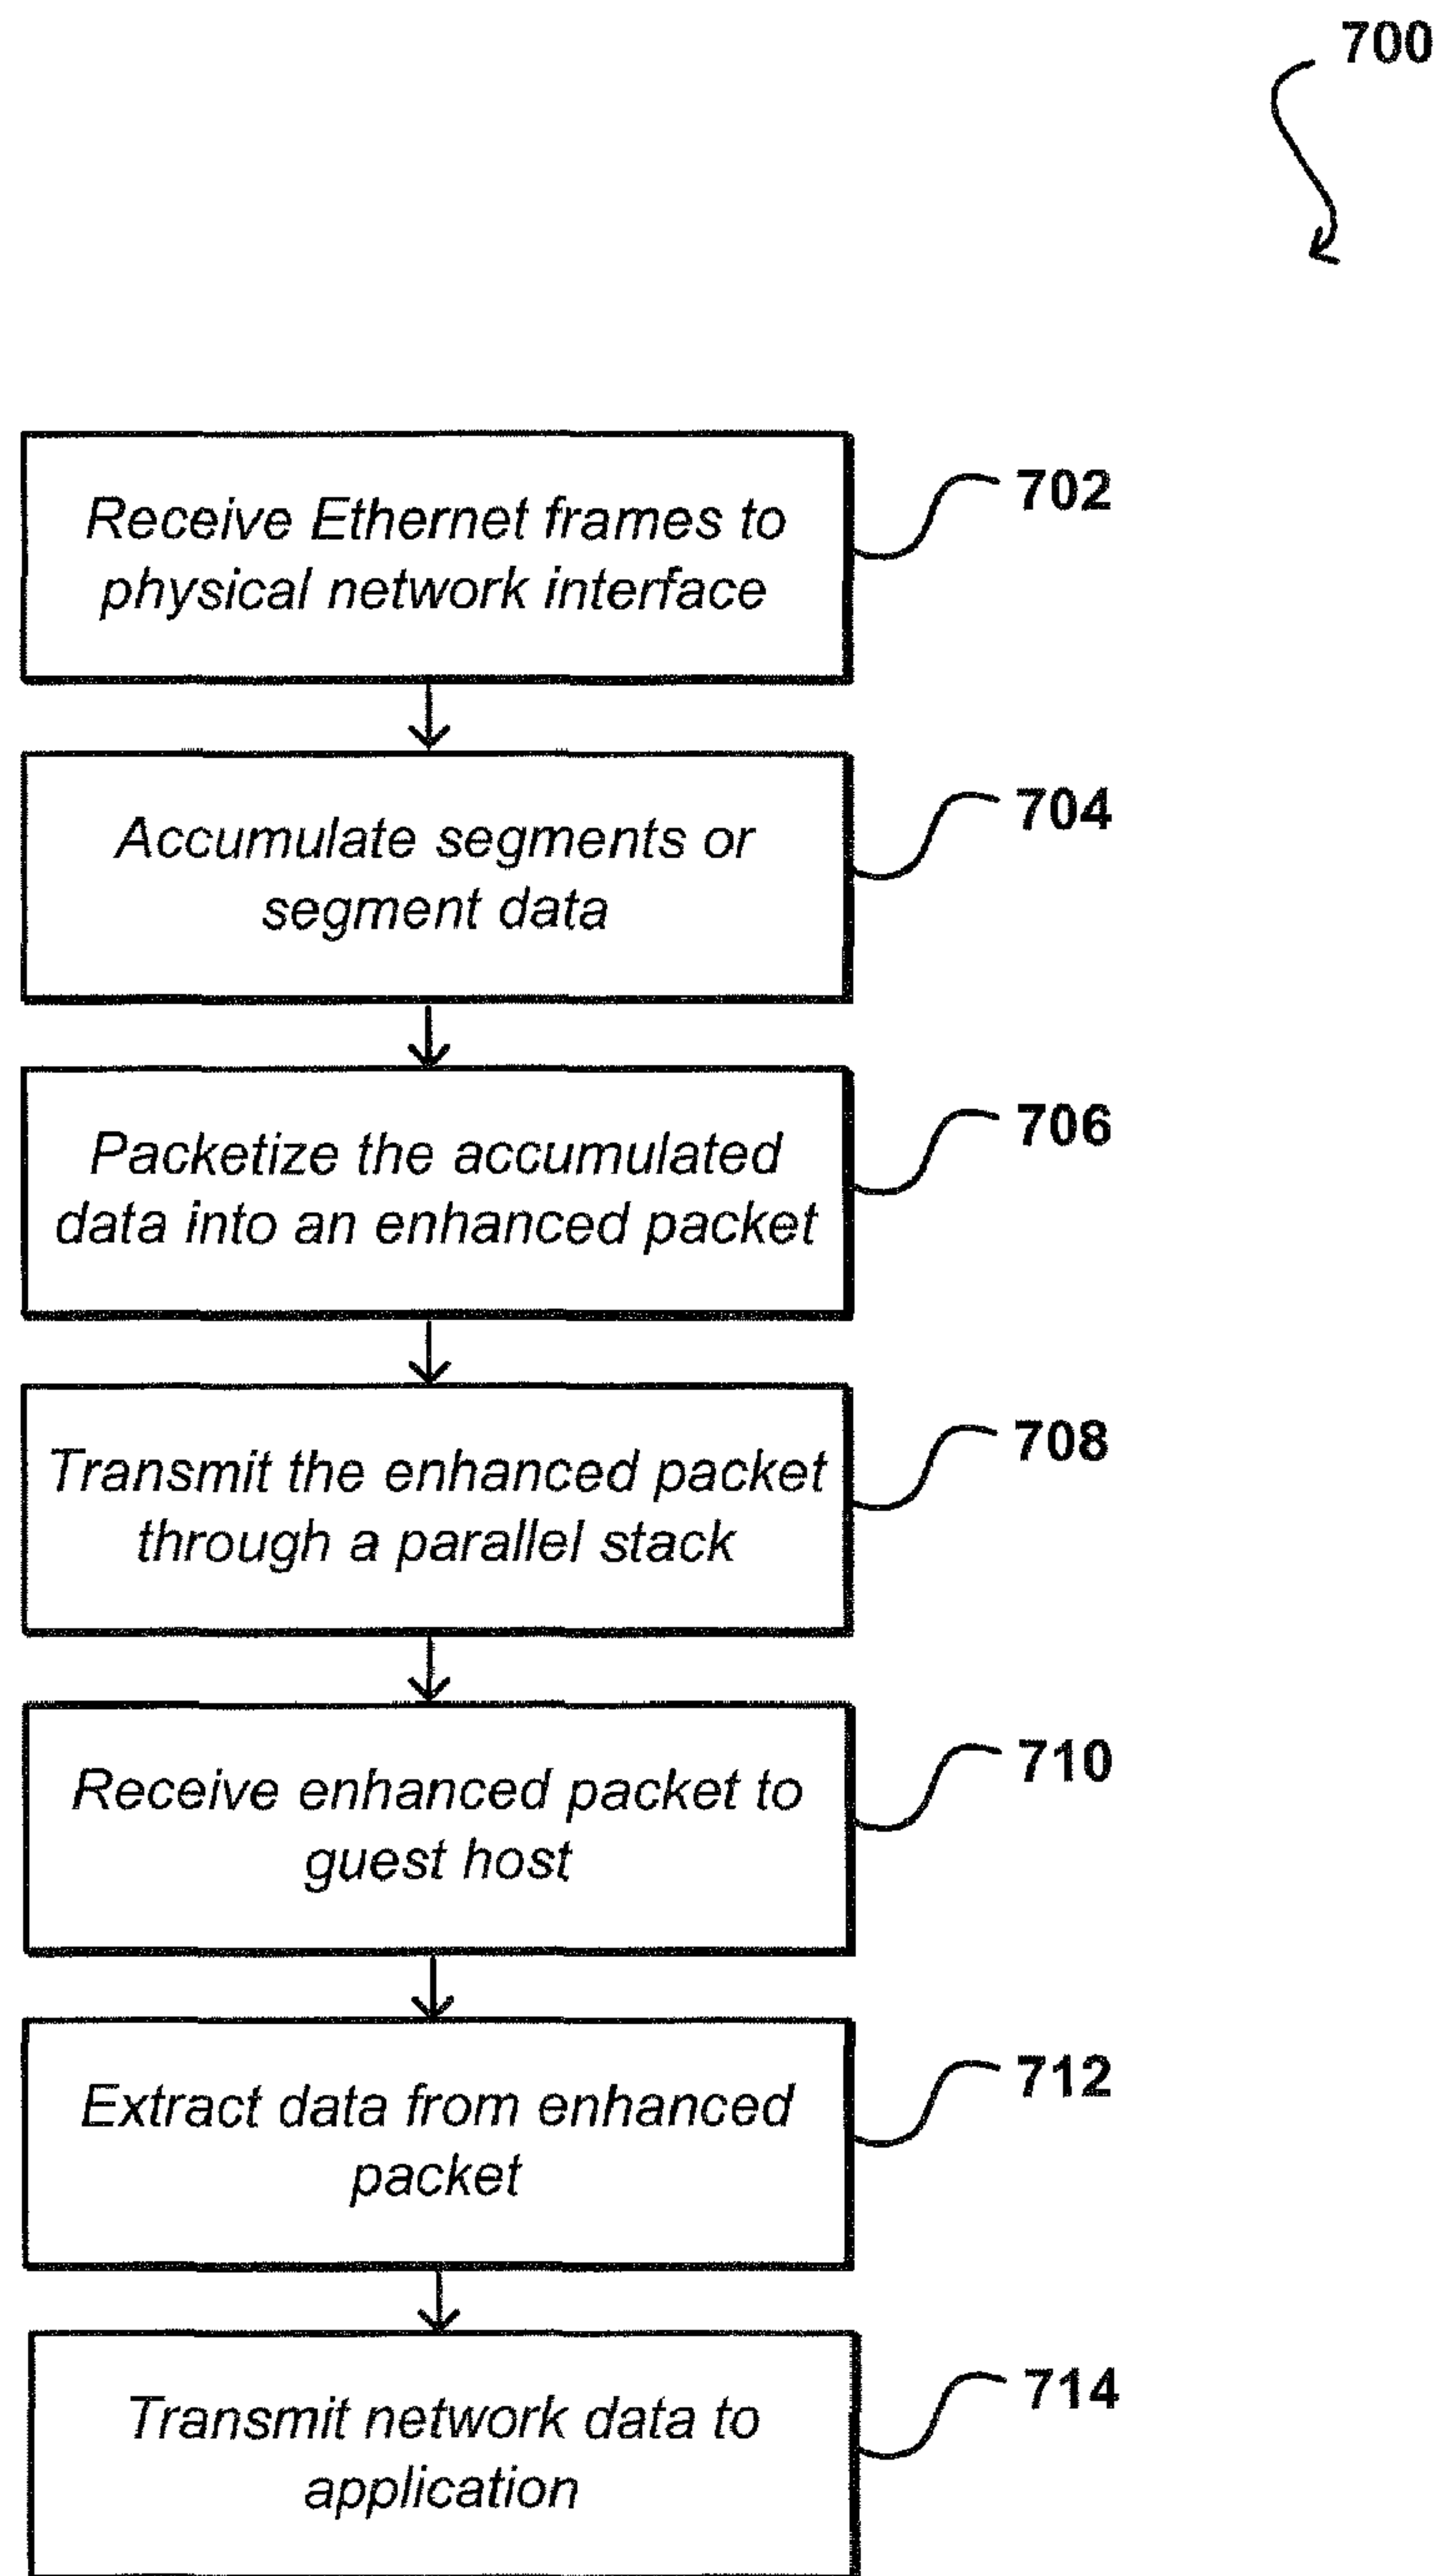 700
Receive Ethernet frames to
physical network interface
702
Accumulate segments or
segment data
704
Packetize the accumulated
data into an enhanced packet
706
Transmit the enhanced packet
through a parallel stack
708
Receive enhanced packet to
guest host
710
Extract data from enhanced
packet
712
Transmit network data to
application
714